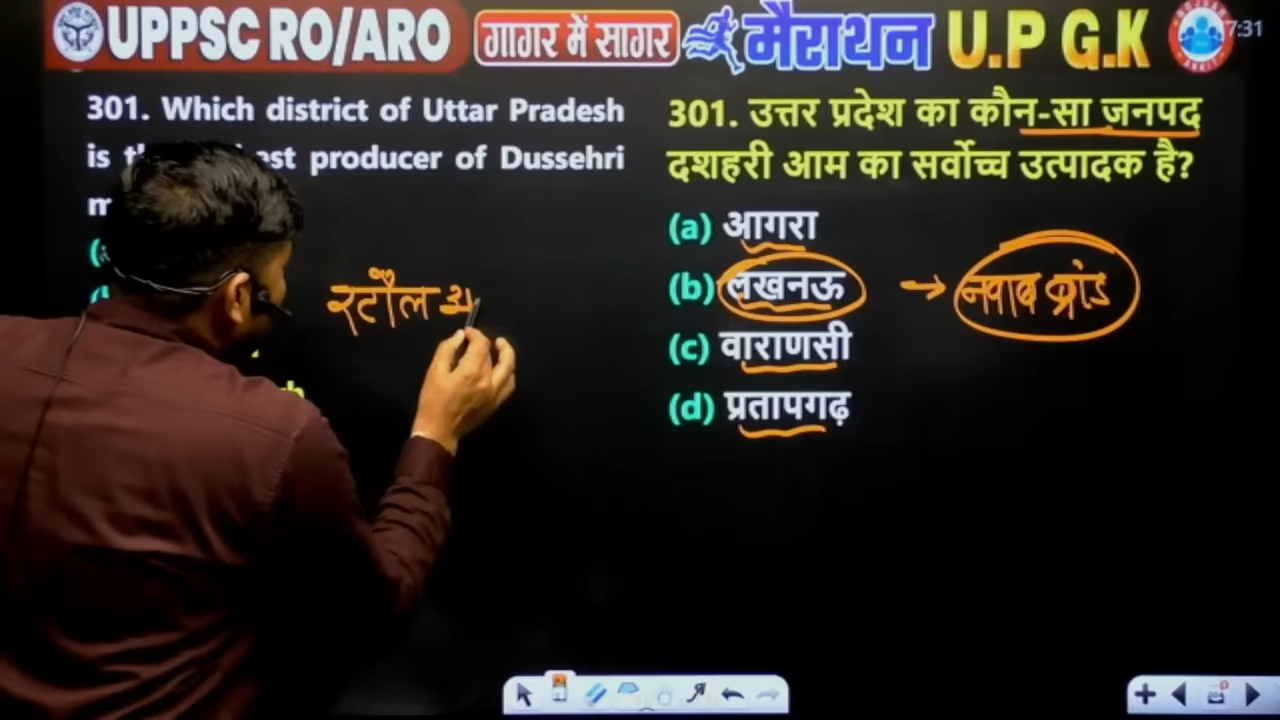 UPPSC RO/ARO गागर में सागर मैराथन U.P G.K
7:31
301. Which district of Uttar Pradesh
is producer of Dussehri
301. उत्तर प्रदेश का कौन-सा जनपद
दशहरी आम का सर्वोच्च उत्पादक है?
(a) आगरा
(b) लखनऊ → नवाब ब्रांड
(c) वाराणसी
(d) प्रतापगढ़
रटौल